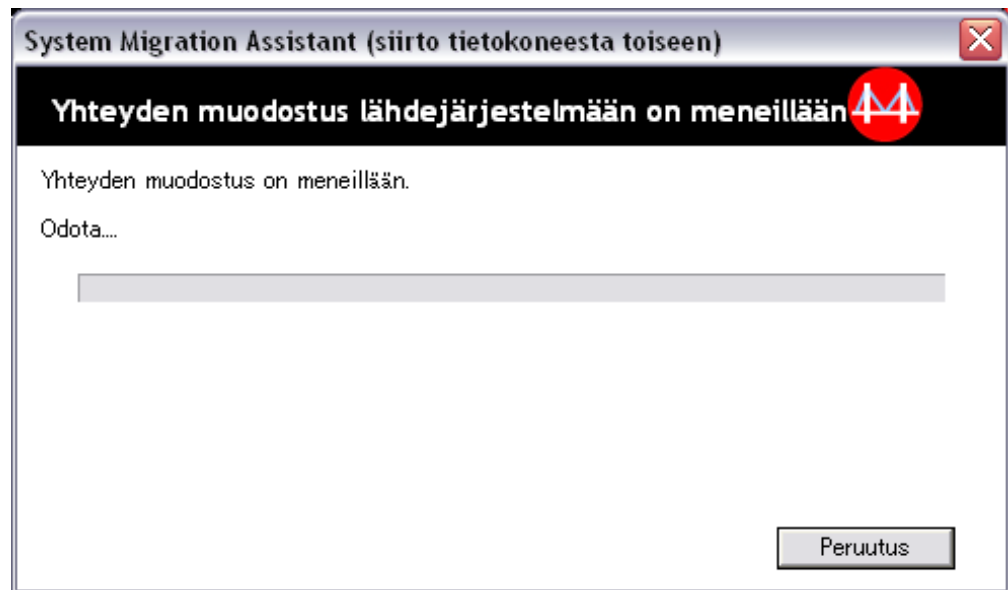 System Migration Assistant (siirto tietokoneesta toiseen)
Yhteyden muodostus lähdejärjestelmään on meneillään
Yhteyden muodostus on meneillään.
Odota....
Peruutus